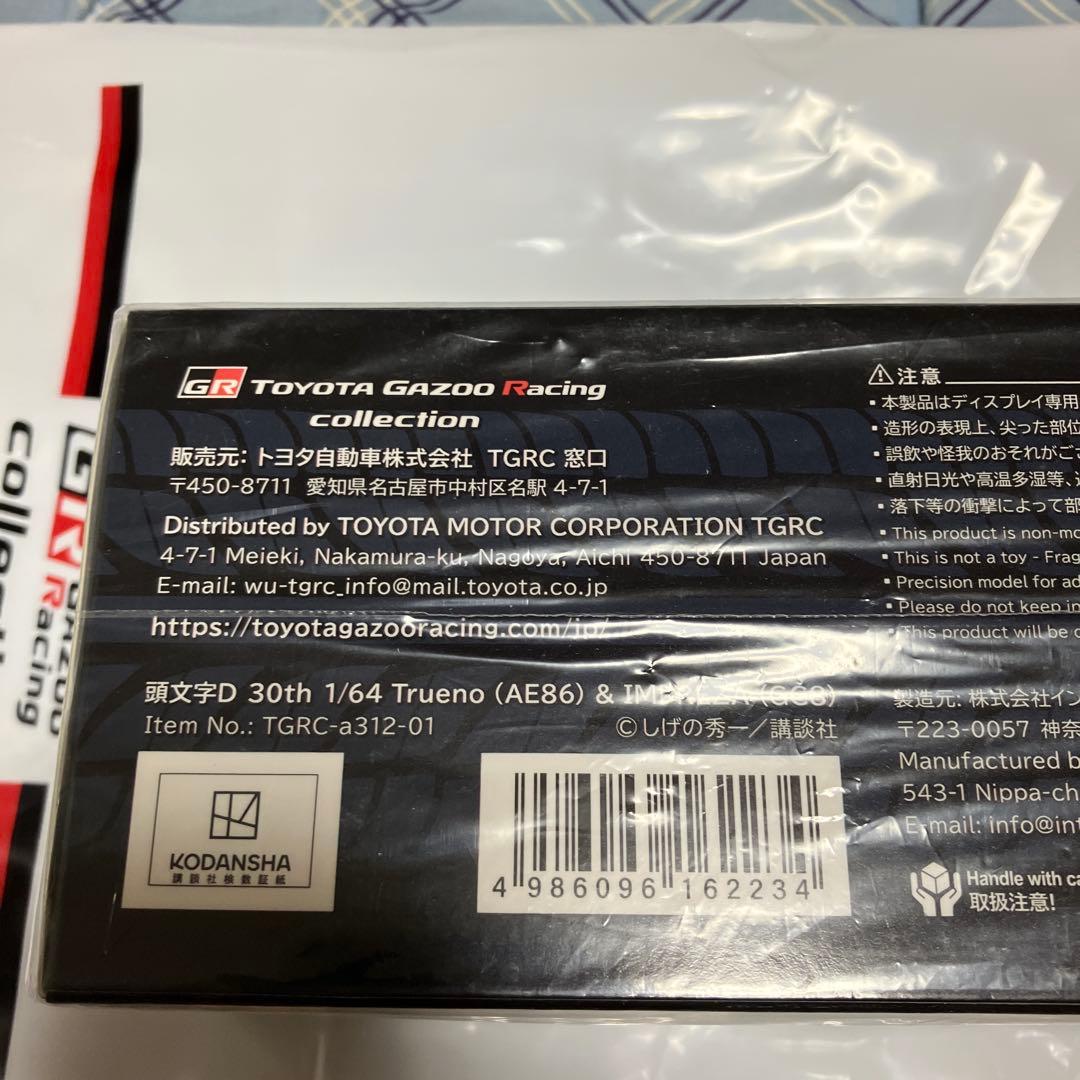 GR TOYOTA GAZOO Racing
collection
販売元: トヨタ自動車株式会社 TGRC 窓口
〒450-8711 愛知県名古屋市中村区名駅 4-7-1
Distributed by TOYOTA MOTOR CORPORATION TGRC
4-7-1 Meieki, Nakamura-ku, Nagoya, Aichi 450-8711 Japan
E-mail: wu-tgrc_info@mail.toyota.co.jp
https://toyotagazooracing.com/jp/
頭文字D 30th 1/64 Trueno (AE86) & IMPREZA (GC8)
Item No.: TGRC-a312-01
©しげの秀一／講談社
KODANSHA
講談社検数証紙
4 986096 162234
⚠注意
▪ 本製品はディスプレイ専用
▪ 造形の表現上、尖った部位
▪ 誤飲や怪我のおそれがご
▪ 直射日光や高温多湿等、
▪ 落下等の衝撃によって部
▪ This product is non-mo
▪ This is not a toy - Frag
▪ Precision model for ad
▪ Please do not keep in
▪ This product will be
製造元: 株式会社イン
〒223-0057 神奈
Manufactured b
543-1 Nippa-ch
E-mail: info@int
Handle with ca
取扱注意!
GR GAZOO Racing